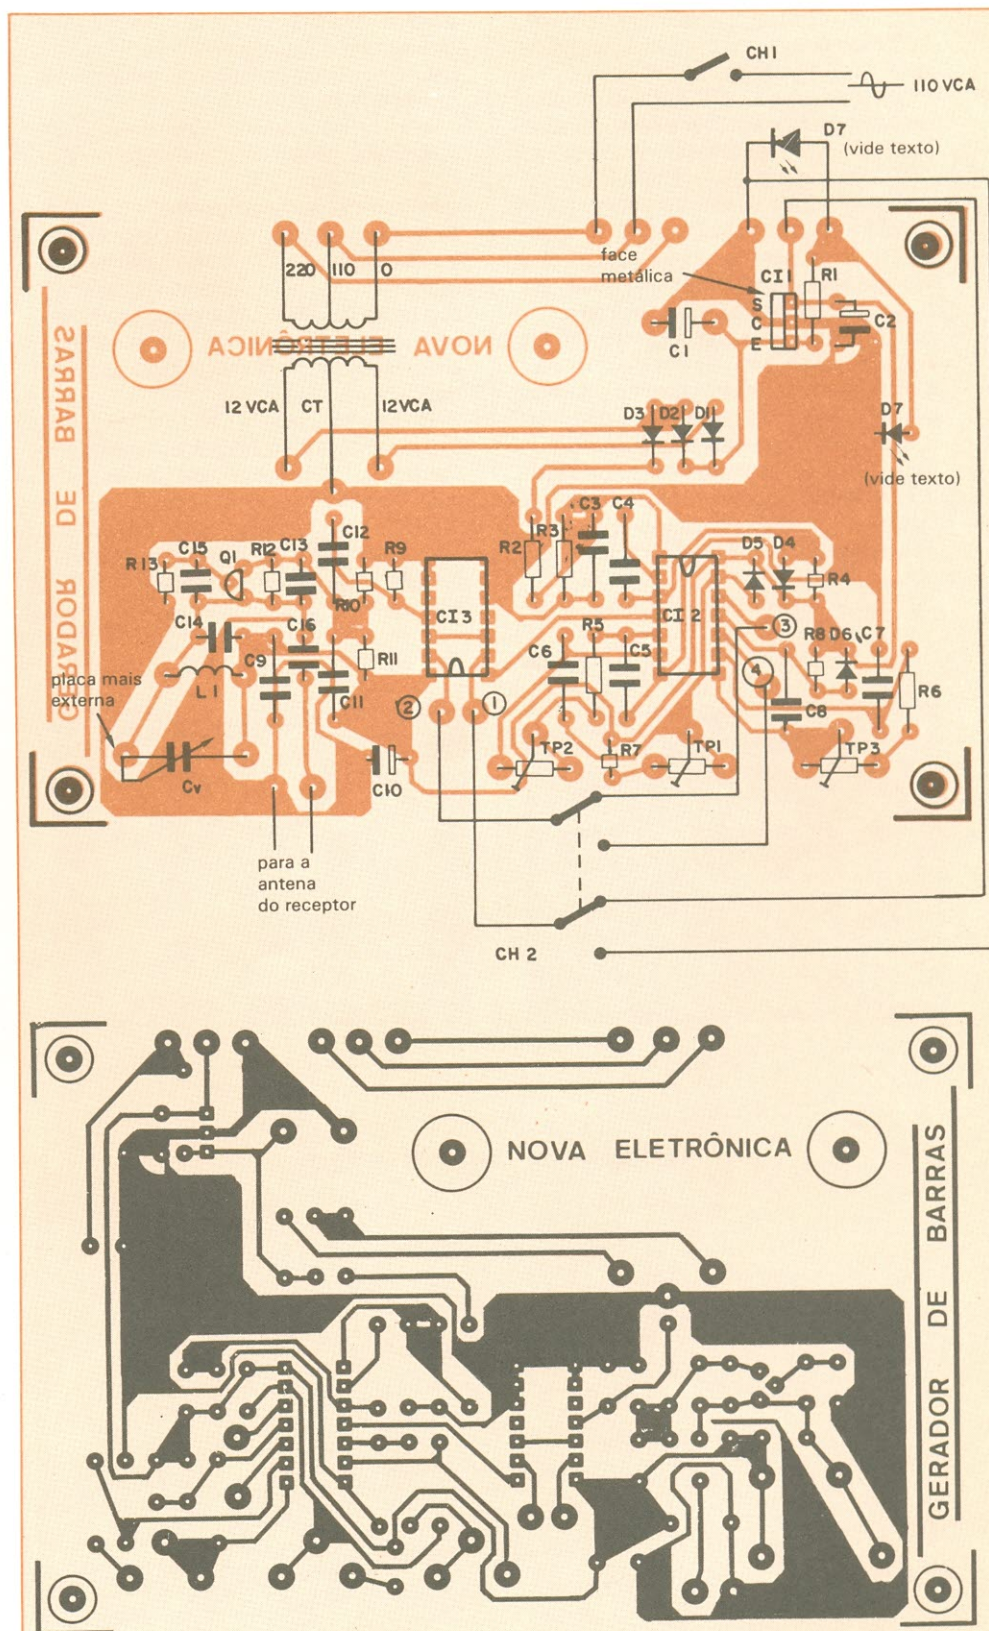 CH1
110 VCA
D7
(vide texto)
220 110 0
face
metálica
CI1
R1
S
C
E
C1
C2
NOVA ELETRÔNICA
GERADOR DE BARRAS
12 VCA CT 12VCA
D3 D2 D1
D7
(vide texto)
R13
C15
Q1
R12
C13
C12
R10
R9
CI3
R2
R3
C3
C4
CI 2
D5
D4
R4
C14
C16
C9
L1
R11
C11
C6
R5
C5
3
4
R8
D6
C7
R6
C8
placa mais
externa
2
1
Cv
C10
TP2
R7
TP1
TP3
para a
antena
do receptor
CH 2
NOVA ELETRÔNICA
GERADOR DE BARRAS